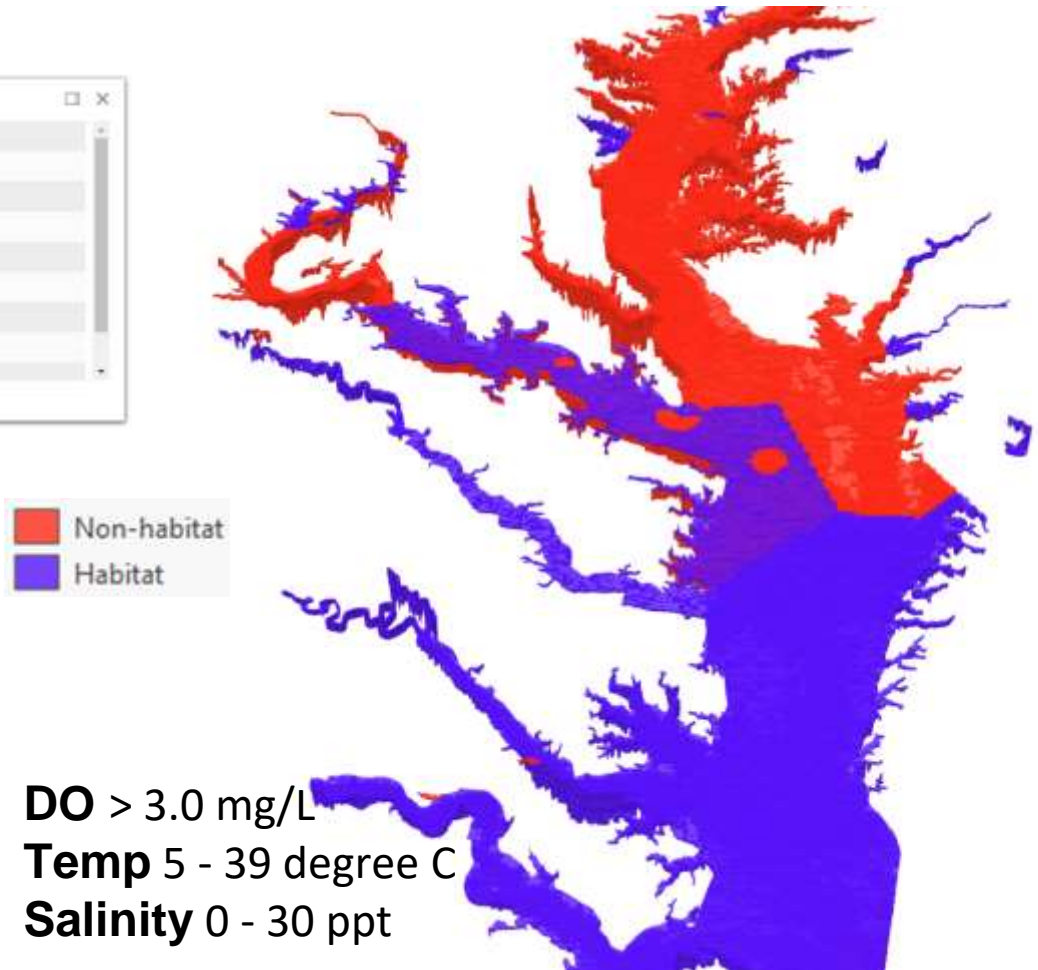 Non-habitat
Habitat
DO > 3.0 mg/L
Temp 5 - 39 degree C
Salinity 0 - 30 ppt